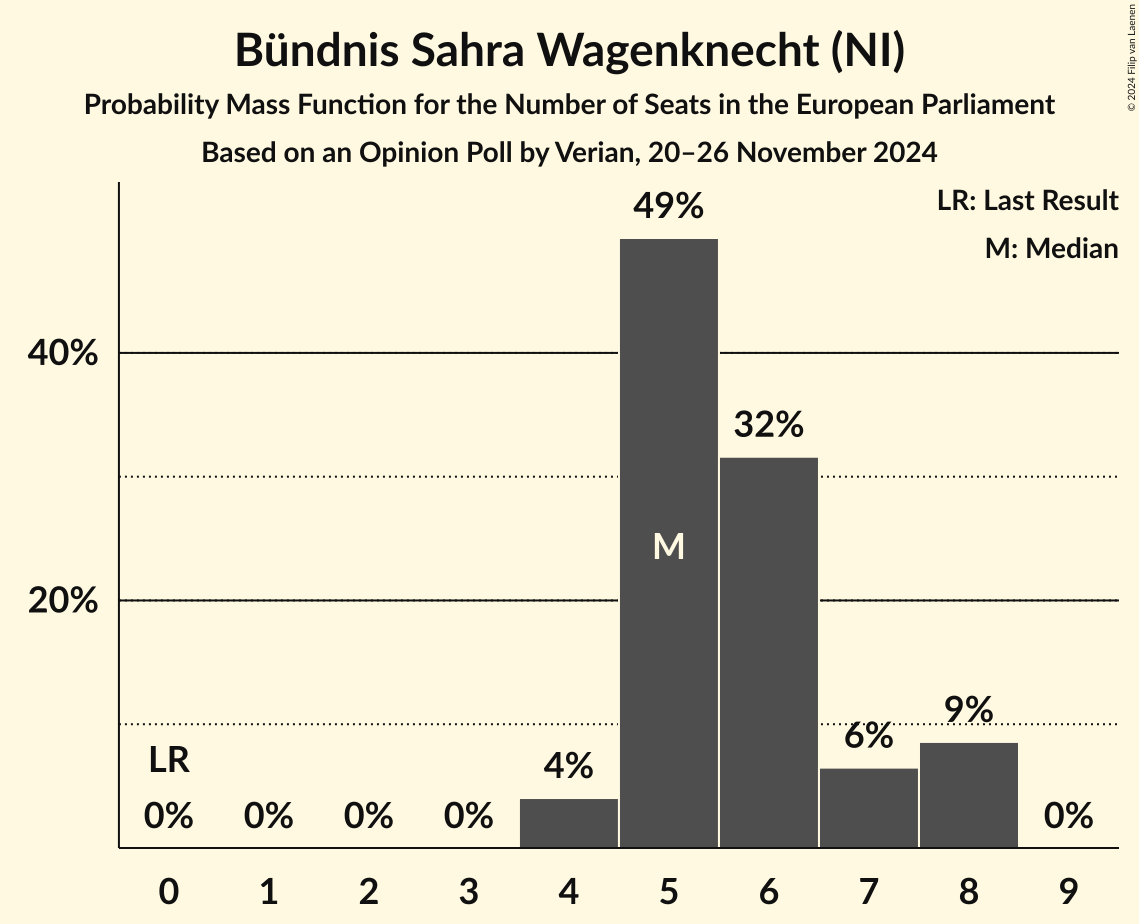 Bündnis Sahra Wagenknecht (NI)
Probability Mass Function for the Number of Seats in the European Parliament
Based on an Opinion Poll by Verian, 20–26 November 2024
© 2024 Filip van Laenen
LR: Last Result
M: Median
49%
40%
32%
M
20%
9%
6%
LR
4%
0% 0% 0% 0% 0%
0 1 2 3 4 5 6 7 8 9